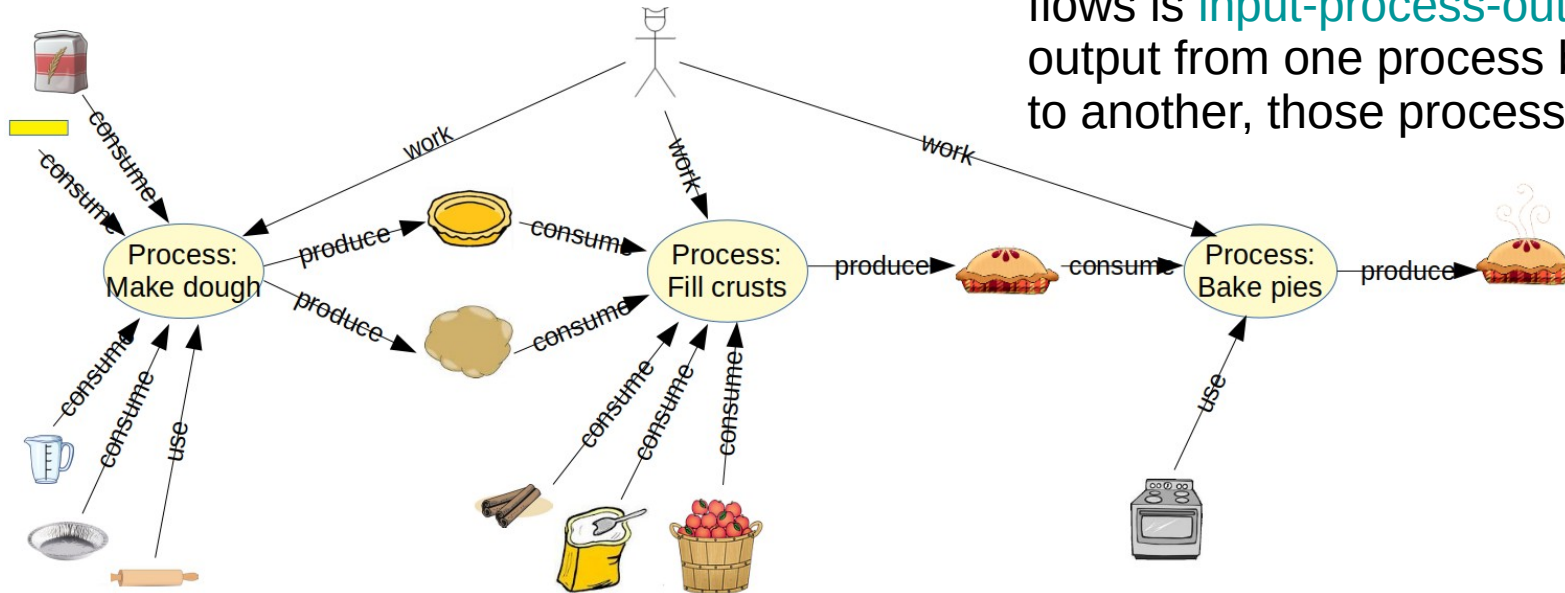 flows is input-process-out
output from one process
to another, those process
consume
consume
work
work
work
Process:
Make dough
produce
produce
consume
consume
Process:
Fill crusts
produce
consume
Process:
Bake pies
produce
consume
consume
use
consume
consume
consume
use